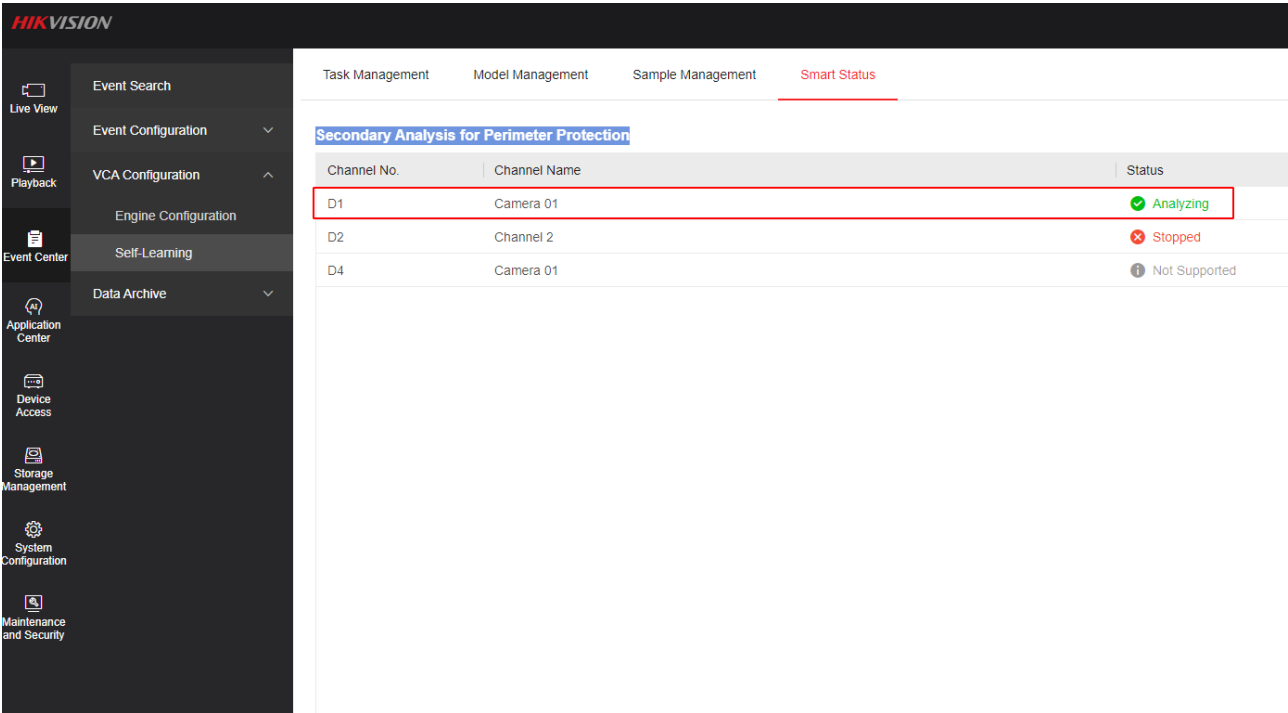 HIKVISION
Live View
Playback
Event Center
Application
Center
Device
Access
Storage
Management
System
Configuration
Maintenance
and Security
Event Search
Event Configuration
VCA Configuration
Engine Configuration
Self-Learning
Data Archive
Task Management Model Management Sample Management Smart Status
Secondary Analysis for Perimeter Protection
Channel No. Channel Name Status
D1 Camera 01 Analyzing
D2 Channel 2 Stopped
D4 Camera 01 Not Supported